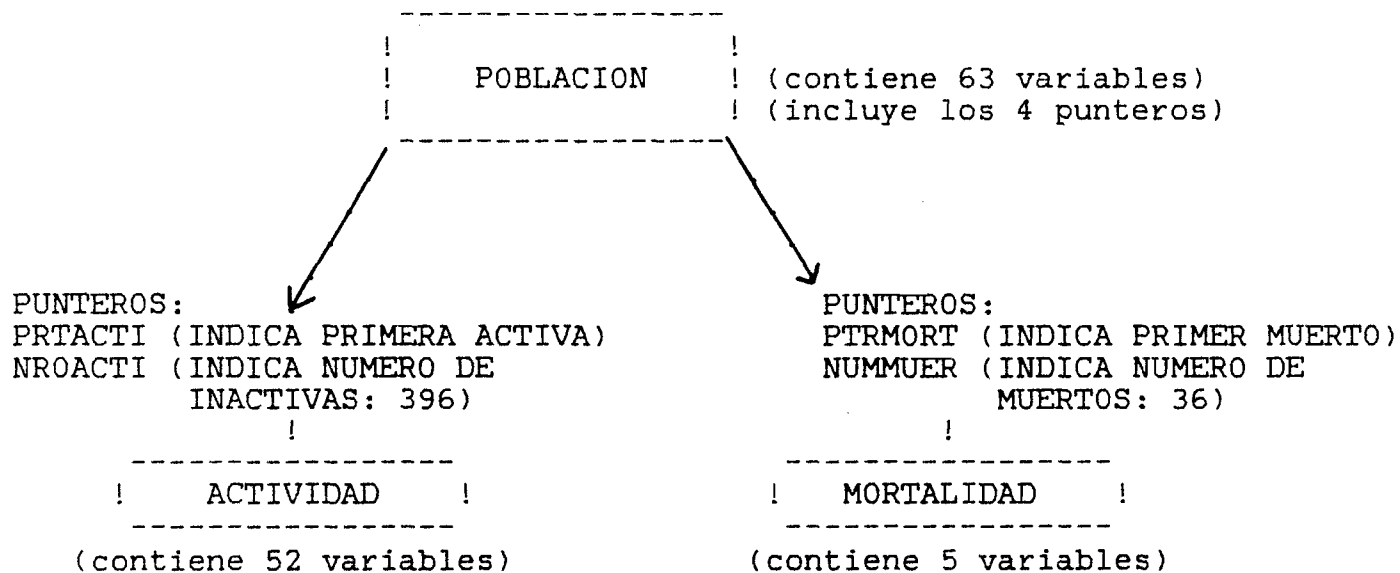 POBLACION
(contiene 63 variables)
(incluye los 4 punteros)
PUNTEROS:
PRTACTI (INDICA PRIMERA ACTIVA)
NROACTI (INDICA NUMERO DE
INACTIVAS: 396)
PUNTEROS:
PTRMORT (INDICA PRIMER MUERTO)
NUMMUER (INDICA NUMERO DE
MUERTOS: 36)
ACTIVIDAD
(contiene 52 variables)
MORTALIDAD
(contiene 5 variables)